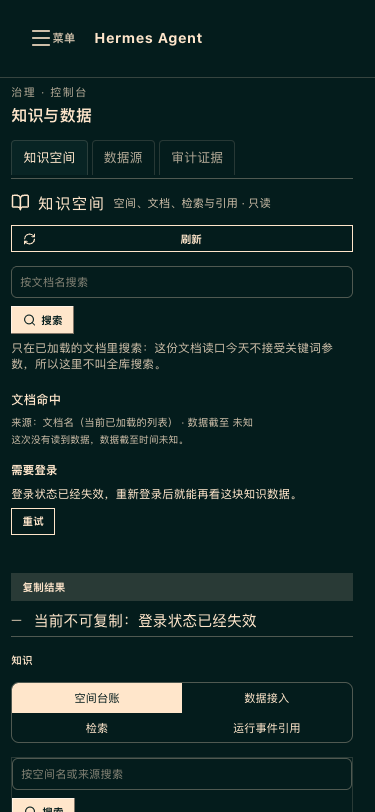 菜单 Hermes Agent
治理 · 控制台
知识与数据
知识空间 数据源 审计证据
知识空间 空间、文档、检索与引用 · 只读
刷新
按文档名搜索
搜索
只在已加载的文档里搜索：这份文档读口今天不接受关键词参
数，所以这里不叫全库搜索。
文档命中
来源：文档名（当前已加载的列表） · 数据截至 未知
这次没有读到数据，数据截至时间未知。
需要登录
登录状态已经失效，重新登录后就能再看这块知识数据。
重试
复制结果
— 当前不可复制：登录状态已经失效
知识
空间台账 数据接入
检索 运行事件引用
按空间名或来源搜索
搜索